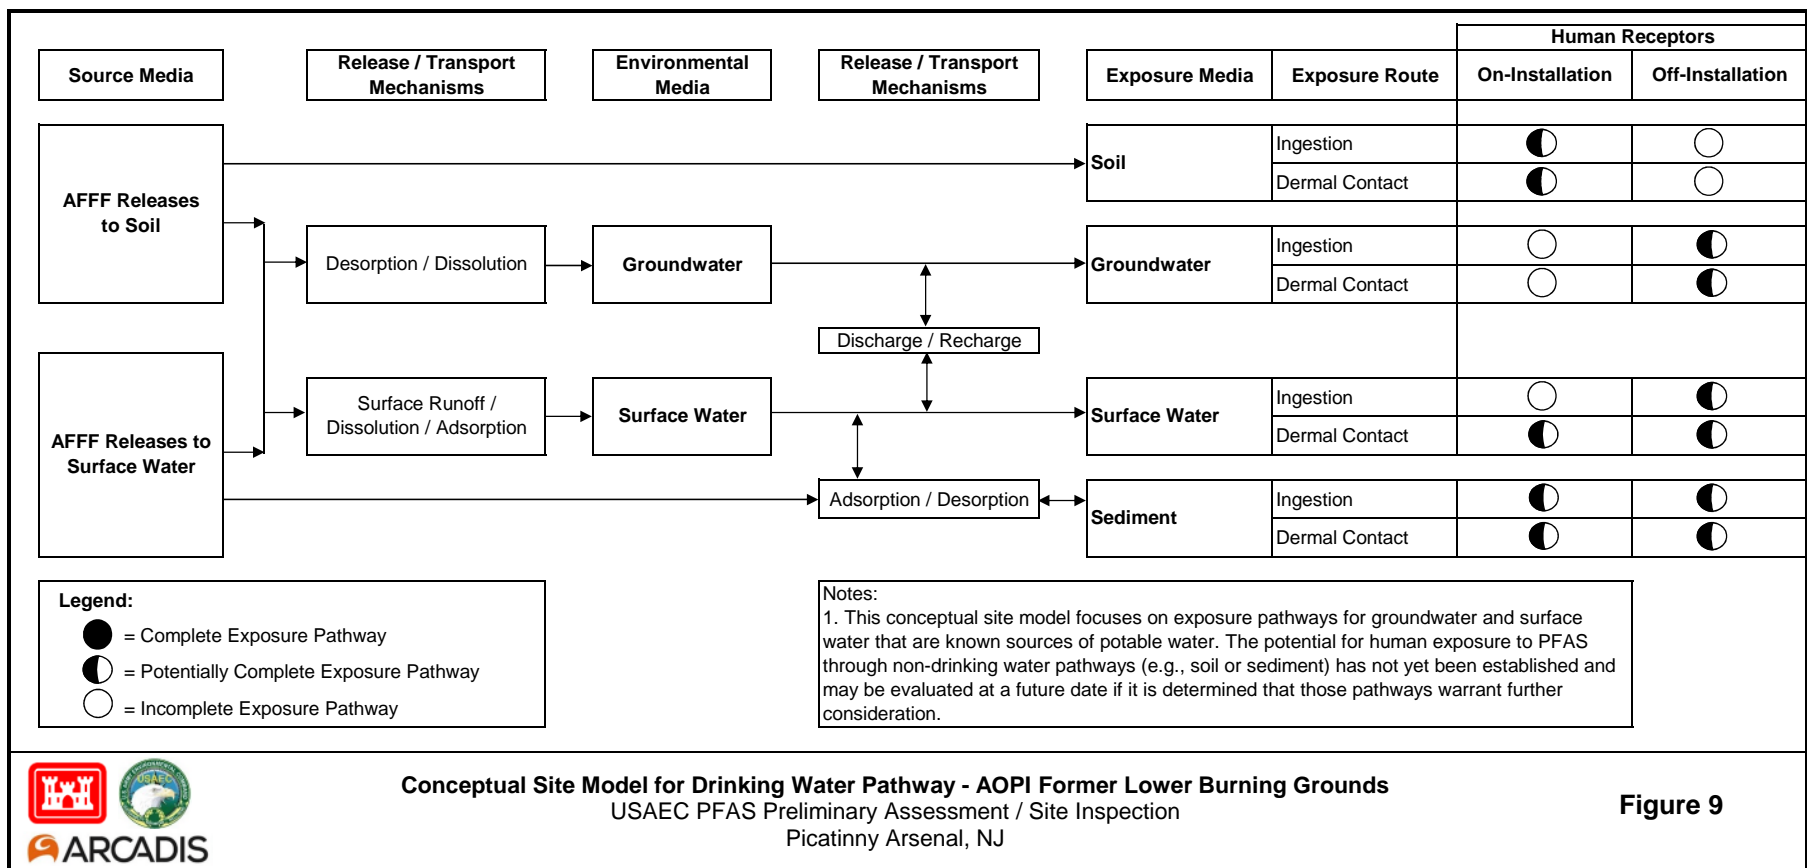 Human Receptors
Source Media
Release / Transport
Mechanisms
Environmental
Media
Release / Transport
Mechanisms
Exposure Media
Exposure Route
On-Installation
Off-Installation
AFFF Releases
to Soil
Soil
Ingestion
Dermal Contact
Desorption / Dissolution
Groundwater
Groundwater
Ingestion
Dermal Contact
Discharge / Recharge
AFFF Releases to
Surface Water
Surface Runoff /
Dissolution / Adsorption
Surface Water
Surface Water
Ingestion
Dermal Contact
Adsorption / Desorption
Sediment
Ingestion
Dermal Contact
Legend:
= Complete Exposure Pathway
= Potentially Complete Exposure Pathway
= Incomplete Exposure Pathway
Notes:
1. This conceptual site model focuses on exposure pathways for groundwater and surface
water that are known sources of potable water. The potential for human exposure to PFAS
through non-drinking water pathways (e.g., soil or sediment) has not yet been established and
may be evaluated at a future date if it is determined that those pathways warrant further
consideration.
USAEC
ARCADIS
Conceptual Site Model for Drinking Water Pathway - AOPI Former Lower Burning Grounds
USAEC PFAS Preliminary Assessment / Site Inspection
Picatinny Arsenal, NJ
Figure 9